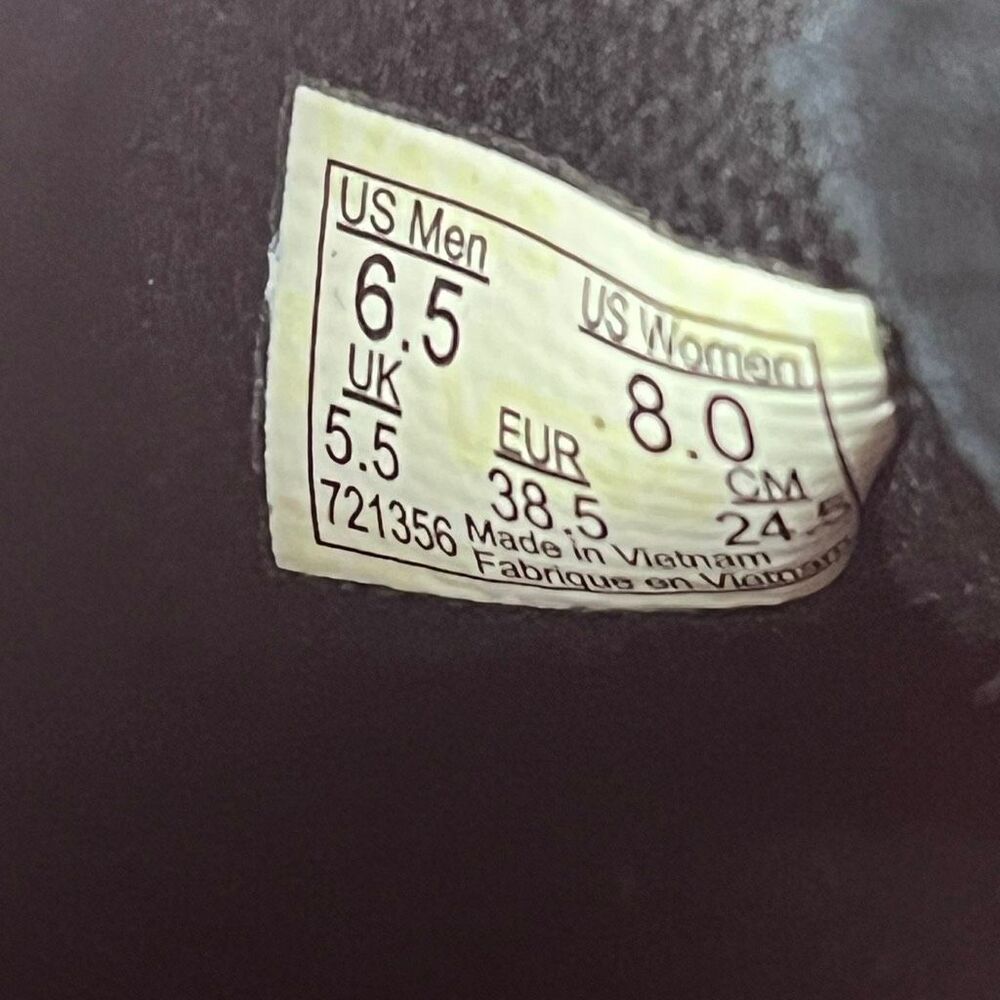 US Men
6.5
US Women
8.0
UK
5.5
EUR
38.5
CM
24.5
721356
Made in Vietnam
Fabrique en Vietnam